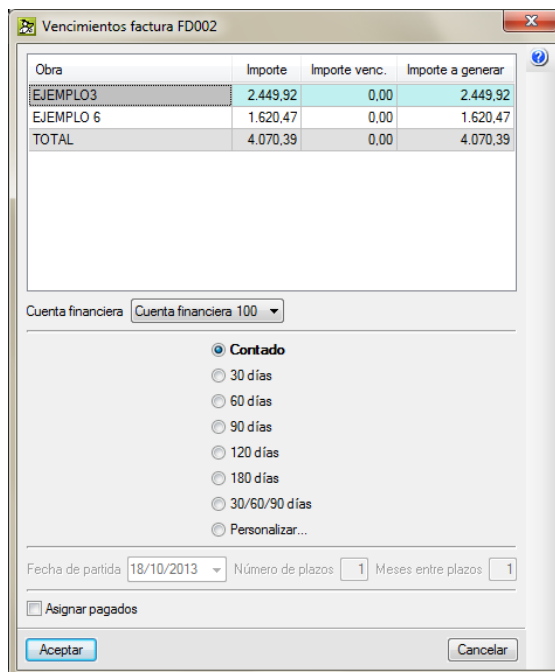 Vencimientos factura FD002
Obra Importe Importe venc. Importe a generar
EJEMPLO3 2.449,92 0,00 2.449,92
EJEMPLO 6 1.620,47 0,00 1.620,47
TOTAL 4.070,39 0,00 4.070,39
Cuenta financiera Cuenta financiera 100
Contado
30 días
60 días
90 días
120 días
180 días
30/60/90 días
Personalizar...
Fecha de partida 18/10/2013 Número de plazos 1 Meses entre plazos 1
Asignar pagados
Aceptar Cancelar